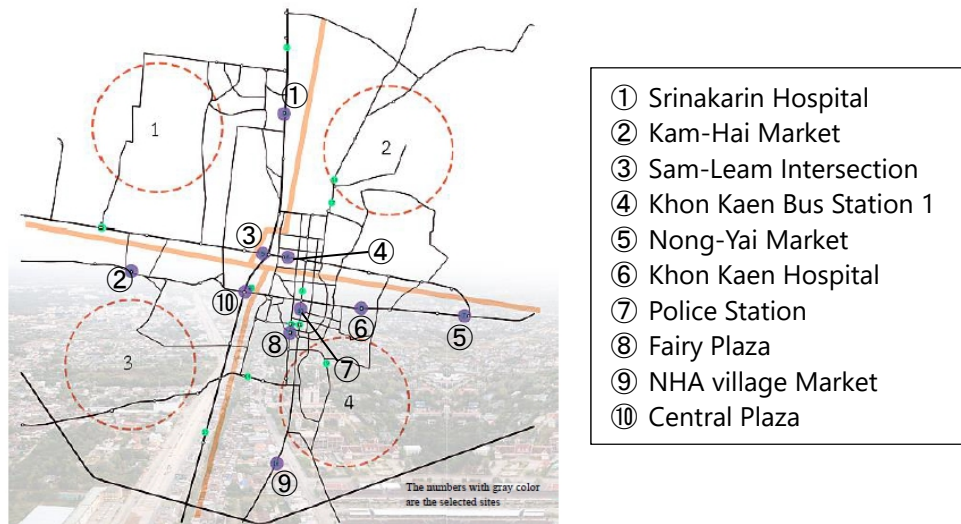 ①
1
2
③
④
②
⑩
⑥
⑤
⑧
⑦
3
4
⑨
The numbers with gray color
are the selected sites
① Srinakarin Hospital
② Kam-Hai Market
③ Sam-Leam Intersection
④ Khon Kaen Bus Station 1
⑤ Nong-Yai Market
⑥ Khon Kaen Hospital
⑦ Police Station
⑧ Fairy Plaza
⑨ NHA village Market
⑩ Central Plaza